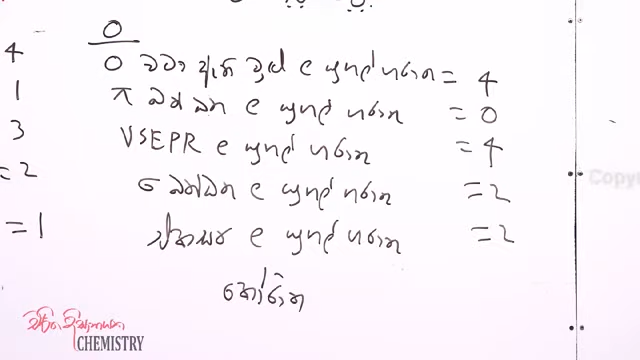 O
4
O වටා ඇති මුළු e යුගල් ගණන = 4
1
π බන්ධන e යුගල් ගණන = 0
3
VSEPR e යුගල් ගණන = 4
= 2
σ බන්ධන e යුගල් ගණන = 2
= 1
එකසර e යුගල් ගණන = 2
කෝණික
CHEMISTRY
Copy